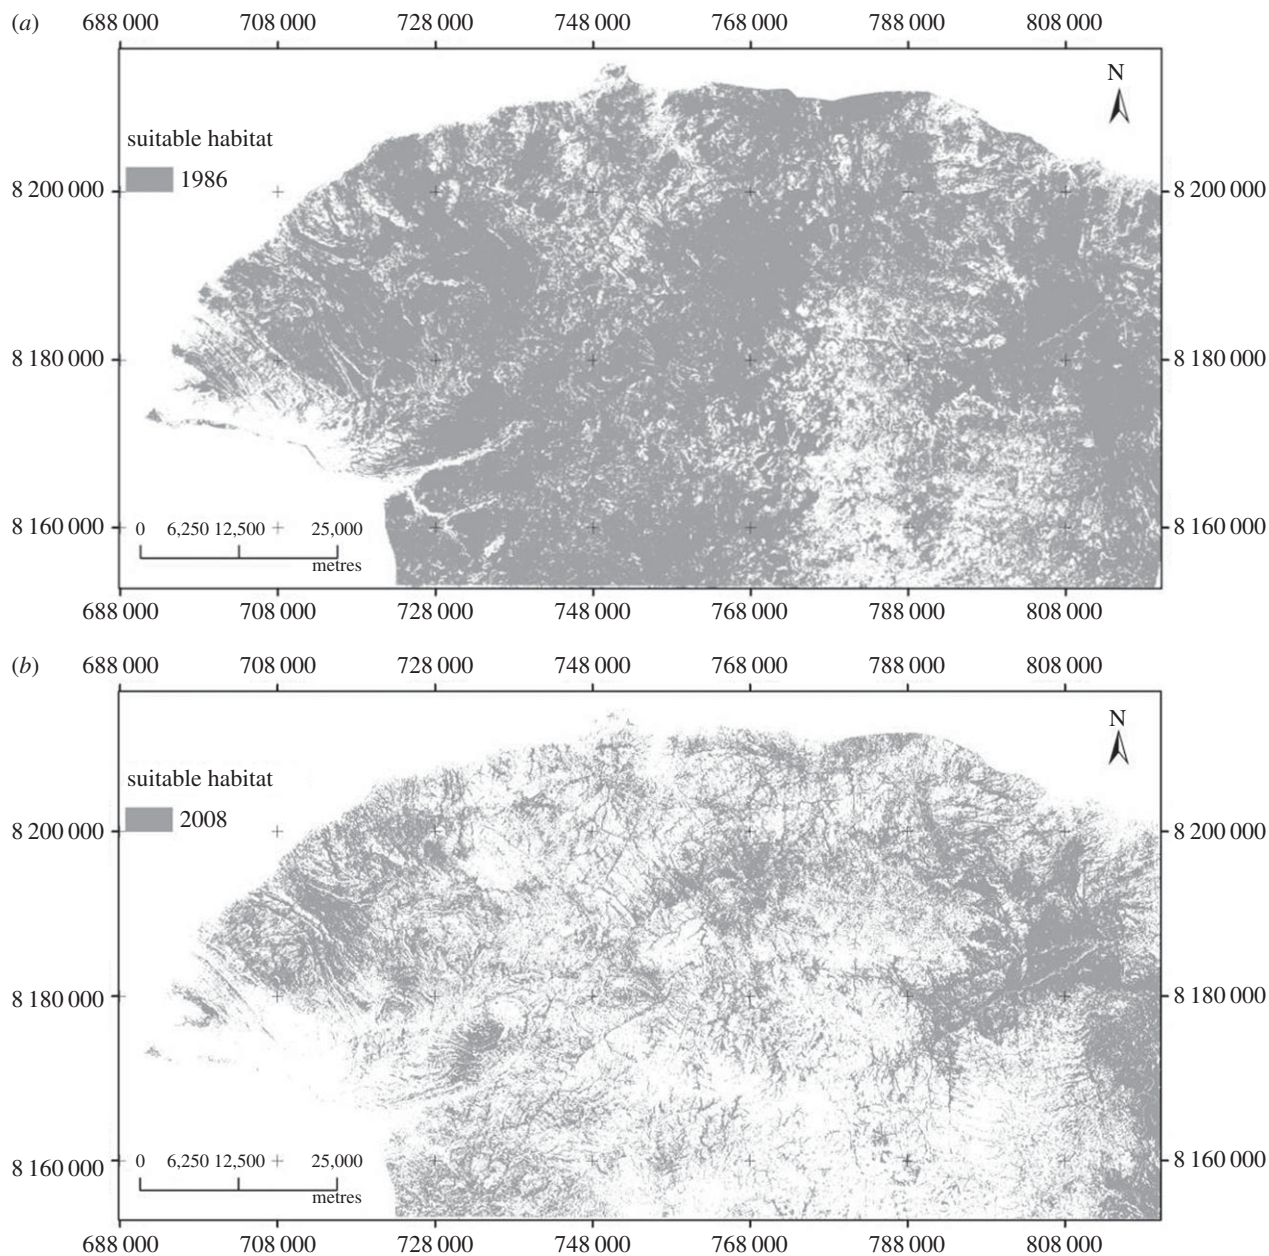 (a) 688 000 708 000 728 000 748 000 768 000 788 000 808 000
N
suitable habitat
1986
8 200 000 8 200 000
8 180 000 8 180 000
8 160 000 8 160 000
0 6,250 12,500 25,000
metres
688 000 708 000 728 000 748 000 768 000 788 000 808 000
(b) 688 000 708 000 728 000 748 000 768 000 788 000 808 000
N
suitable habitat
2008
8 200 000 8 200 000
8 180 000 8 180 000
8 160 000 8 160 000
0 6,250 12,500 25,000
metres
688 000 708 000 728 000 748 000 768 000 788 000 808 000